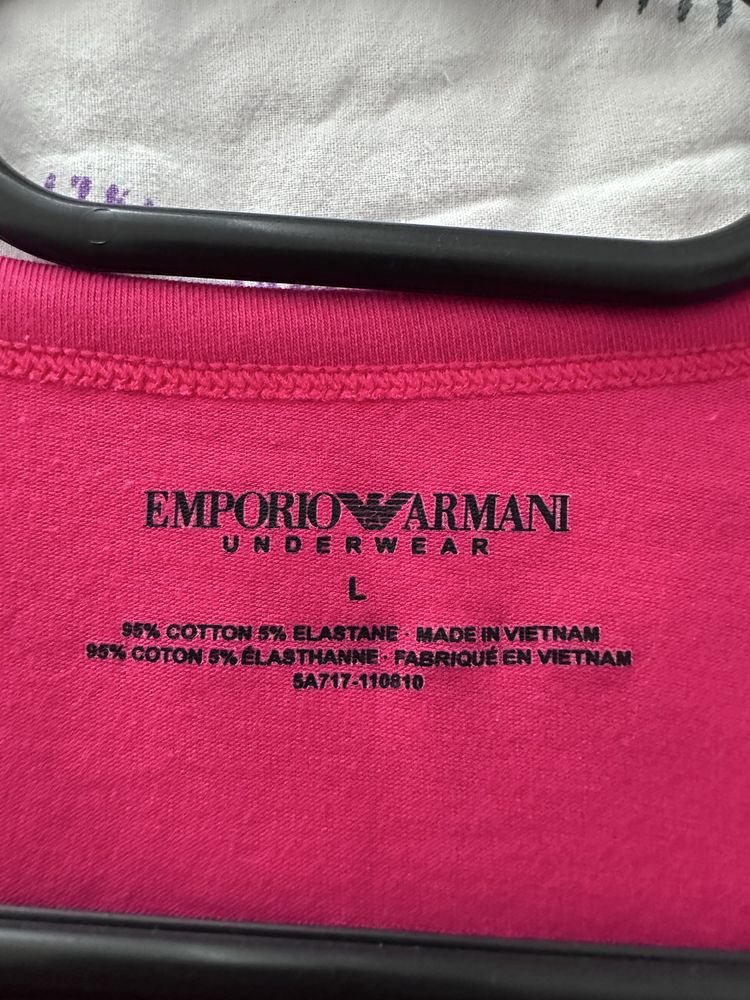 EMPORIO ARMANI
UNDERWEAR
L
95% COTTON 5% ELASTANE · MADE IN VIETNAM
95% COTON 5% ÉLASTHANNE · FABRIQUÉ EN VIETNAM
5A717-110810